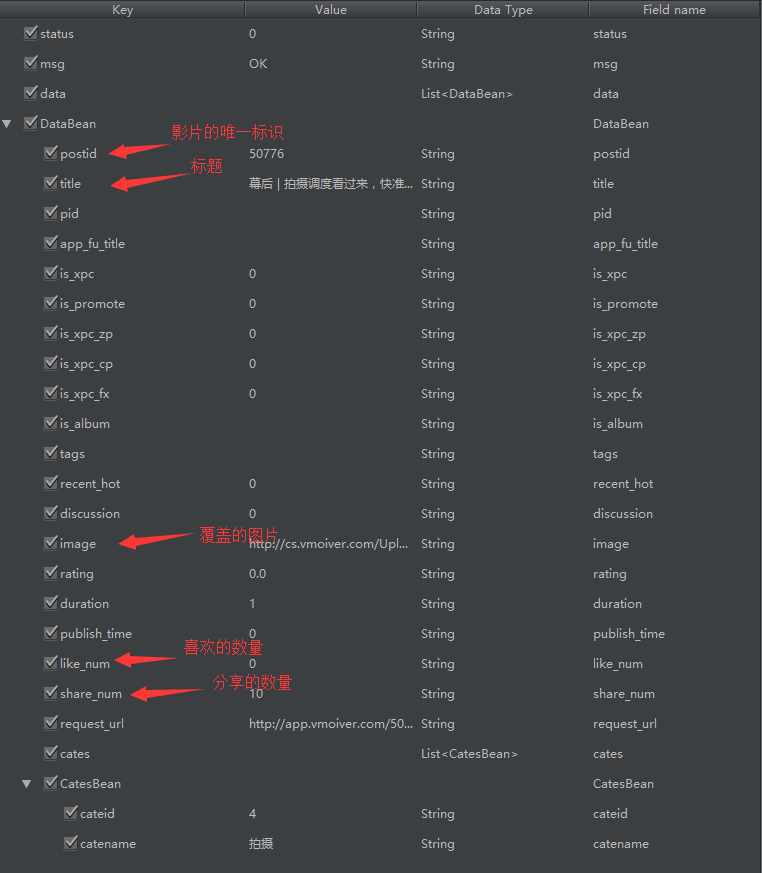 Key Value Data Type Field name
status 0 String status
msg OK String msg
data List<DataBean> data
DataBean DataBean
影片的唯一标识
postid 50776 String postid
标题
title 幕后 | 拍摄调度看过来，快准... String title
pid String pid
app_fu_title String app_fu_title
is_xpc 0 String is_xpc
is_promote 0 String is_promote
is_xpc_zp 0 String is_xpc_zp
is_xpc_cp 0 String is_xpc_cp
is_xpc_fx 0 String is_xpc_fx
is_album String is_album
tags String tags
recent_hot 0 String recent_hot
discussion 0 String discussion
覆盖的图片
image http://cs.vmoiver.com/Upl... String image
rating 0.0 String rating
duration 1 String duration
publish_time 0 String publish_time
喜欢的数量
like_num 0 String like_num
分享的数量
share_num 10 String share_num
request_url http://app.vmoiver.com/50... String request_url
cates List<CatesBean> cates
CatesBean CatesBean
cateid 4 String cateid
catename 拍摄 String catename